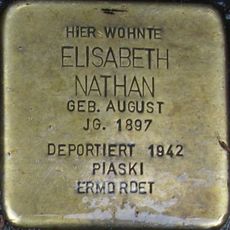 HIER WOHNTE
ELISABETH
NATHAN
GEB. AUGUST
JG. 1897
DEPORTIERT 1942
PIASKI
ERMORDET